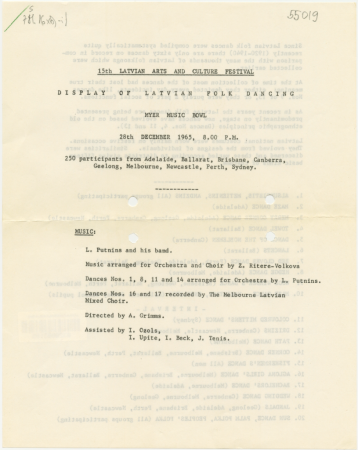 55019
15th LATVIAN ARTS AND CULTURE FESTIVAL
DISPLAY OF LATVIAN FOLK DANCING
MYER MUSIC BOWL
28th DECEMBER 1965, 8.00 P.M.
250 participants from Adelaide, Ballarat, Brisbane, Canberra,
Geelong, Melbourne, Newcastle, Perth, Sydney.
------------
MUSIC:
L. Putnins and his band.
Music arranged for Orchestra and Choir by Z. Ritere-Volkova
Dances Nos. 1, 8, 11 and 14 arranged for Orchestra by L. Putnins.
Dances Nos. 16 and 17 recorded by The Melbourne Latvian
Mixed Choir.
Directed by A. Grimms.
Assisted by I. Ozols,
I. Upite, I. Beck, J. Tenis.